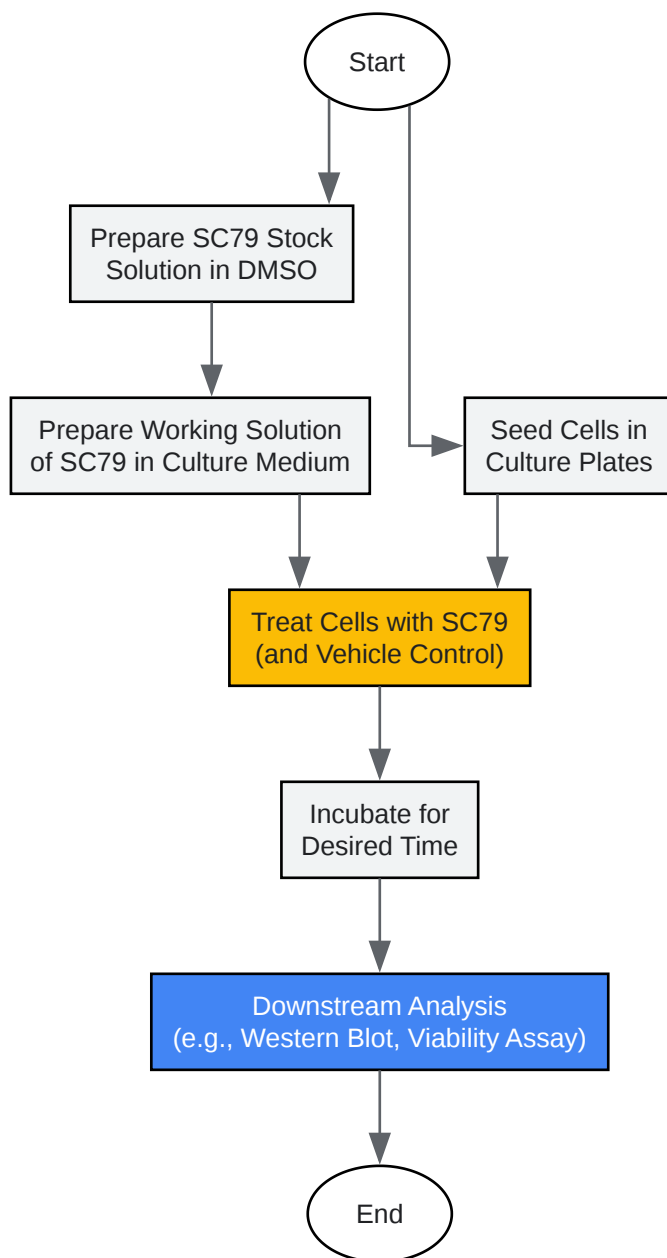 Start
Prepare SC79 Stock
Solution in DMSO
Prepare Working Solution
of SC79 in Culture Medium
Seed Cells in
Culture Plates
Treat Cells with SC79
(and Vehicle Control)
Incubate for
Desired Time
Downstream Analysis
(e.g., Western Blot, Viability Assay)
End